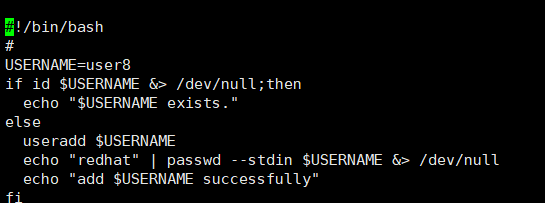 #!/bin/bash
#
USERNAME=user8
if id $USERNAME &> /dev/null;then
  echo "$USERNAME exists."
else
  useradd $USERNAME
  echo "redhat" | passwd --stdin $USERNAME &> /dev/null
  echo "add $USERNAME successfully"
fi